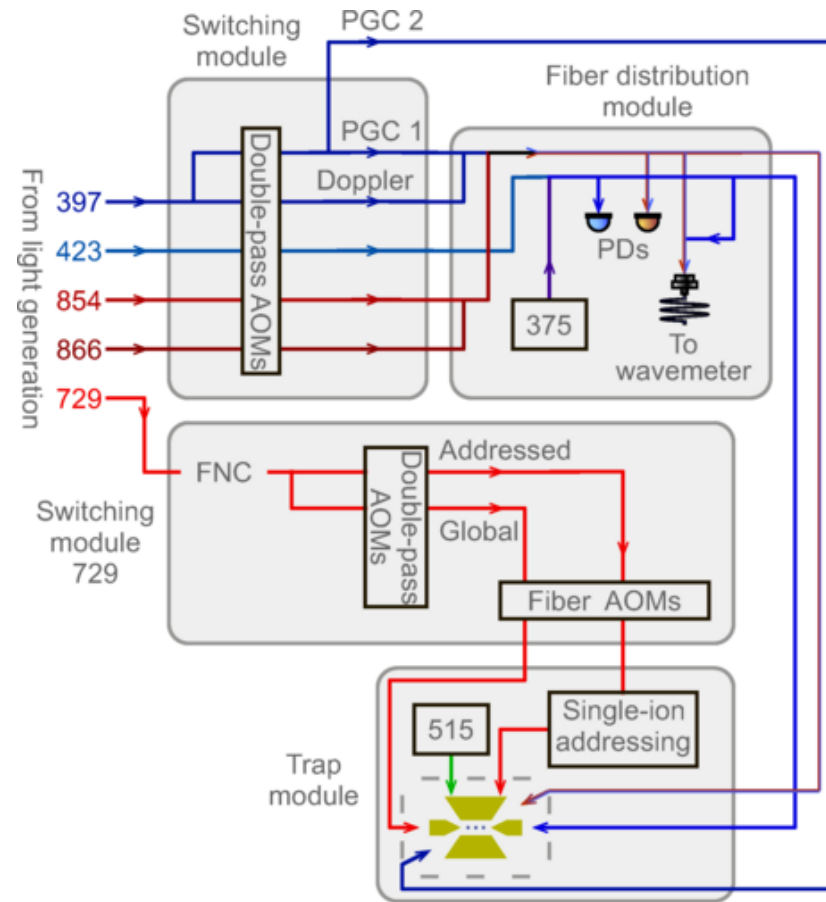 Switching
module
PGC 2
Fiber distribution
module
PGC 1
Doppler
Double-pass AOMs
From light generation
397
423
854
866
729
PDs
375
To
wavemeter
Switching
module
729
FNC
Double-pass
AOMs
Addressed
Global
Fiber AOMs
Trap
module
515
Single-ion
addressing